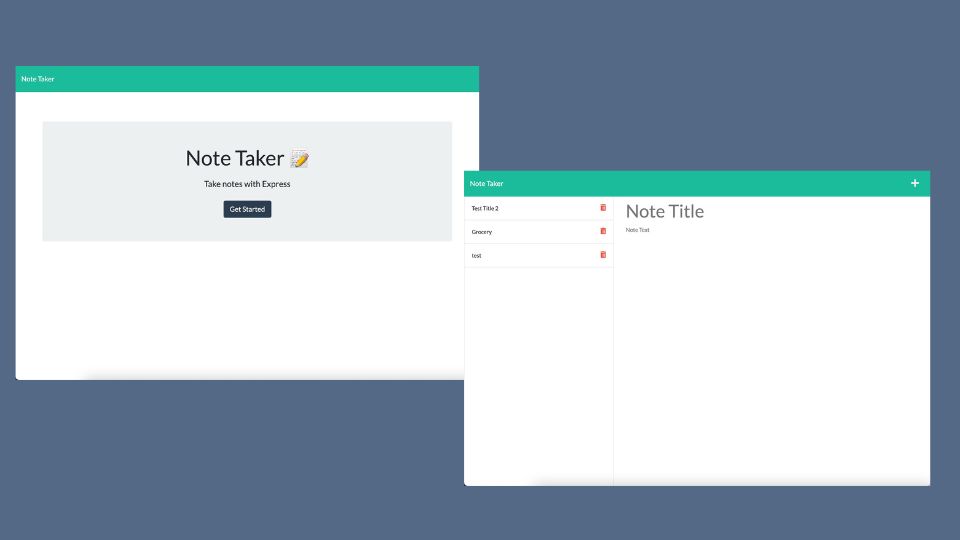 Note Taker
Note Taker 📝
Take notes with Express
Get Started
Note Taker +
Test Title 2
Grocery
test
Note Title
Note Text